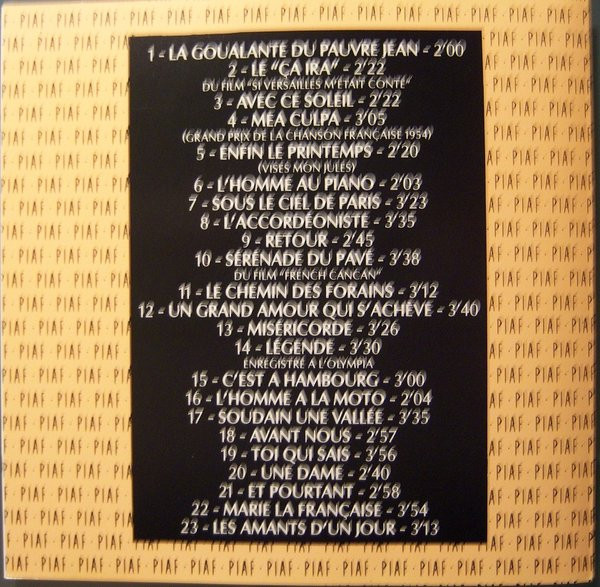 1 - LA GOUALANTE DU PAUVRE JEAN - 2'00
2 - LE "ÇA IRA" - 2'22
DU FILM "SI VERSAILLES M'ÉTAIT CONTÉ"
3 - AVEC CE SOLEIL - 2'22
4 - MEA CULPA - 3'05
(GRAND PRIX DE LA CHANSON FRANÇAISE 1954)
5 - ENFIN LE PRINTEMPS - 2'20
(VISÉS MON JULES)
6 - L'HOMME AU PIANO - 2'03
7 - SOUS LE CIEL DE PARIS - 3'23
8 - L'ACCORDÉONISTE - 3'35
9 - RETOUR - 2'45
10 - SÉRÉNADE DU PAVÉ - 3'38
DU FILM "FRENCH CANCAN"
11 - LE CHEMIN DES FORAINS - 3'12
12 - UN GRAND AMOUR QUI S'ACHÈVE - 3'40
13 - MISÉRICORDE - 3'26
14 - LÉGENDE - 3'30
ENREGISTRÉ A L'OLYMPIA
15 - C'EST A HAMBOURG - 3'00
16 - L'HOMME A LA MOTO - 2'04
17 - SOUDAIN UNE VALLÉE - 3'35
18 - AVANT NOUS - 2'57
19 - TOI QUI SAIS - 3'56
20 - UNE DAME - 2'40
21 - ET POURTANT - 2'58
22 - MARIE LA FRANÇAISE - 3'54
23 - LES AMANTS D'UN JOUR - 3'13
PIAF · PIAF · PIAF · PIAF · PIAF · PIAF · PIAF